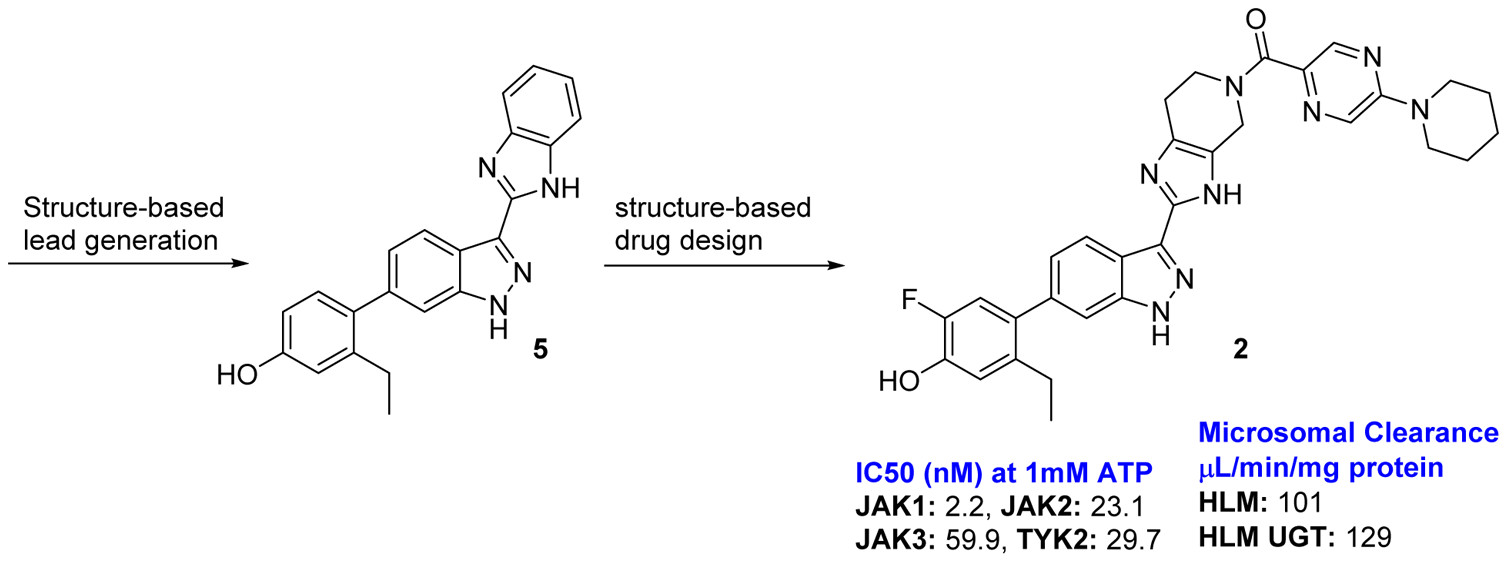 Structure-based
lead generation
N
NH
N
N
H
HO
5
structure-based
drug design
O
N
N
N
N
N
NH
N
N
H
F
HO
2
IC50 (nM) at 1mM ATP
JAK1: 2.2, JAK2: 23.1
JAK3: 59.9, TYK2: 29.7
Microsomal Clearance
μL/min/mg protein
HLM: 101
HLM UGT: 129